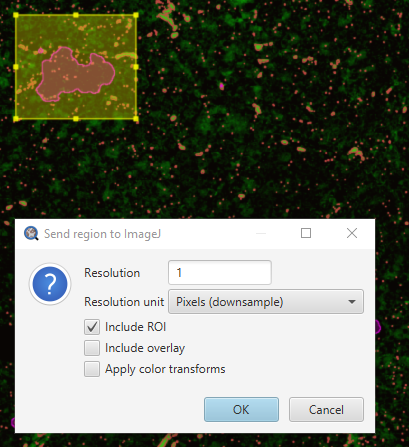 Send region to ImageJ
Resolution 1
Resolution unit Pixels (downsample)
Include ROI
Include overlay
Apply color transforms
OK Cancel